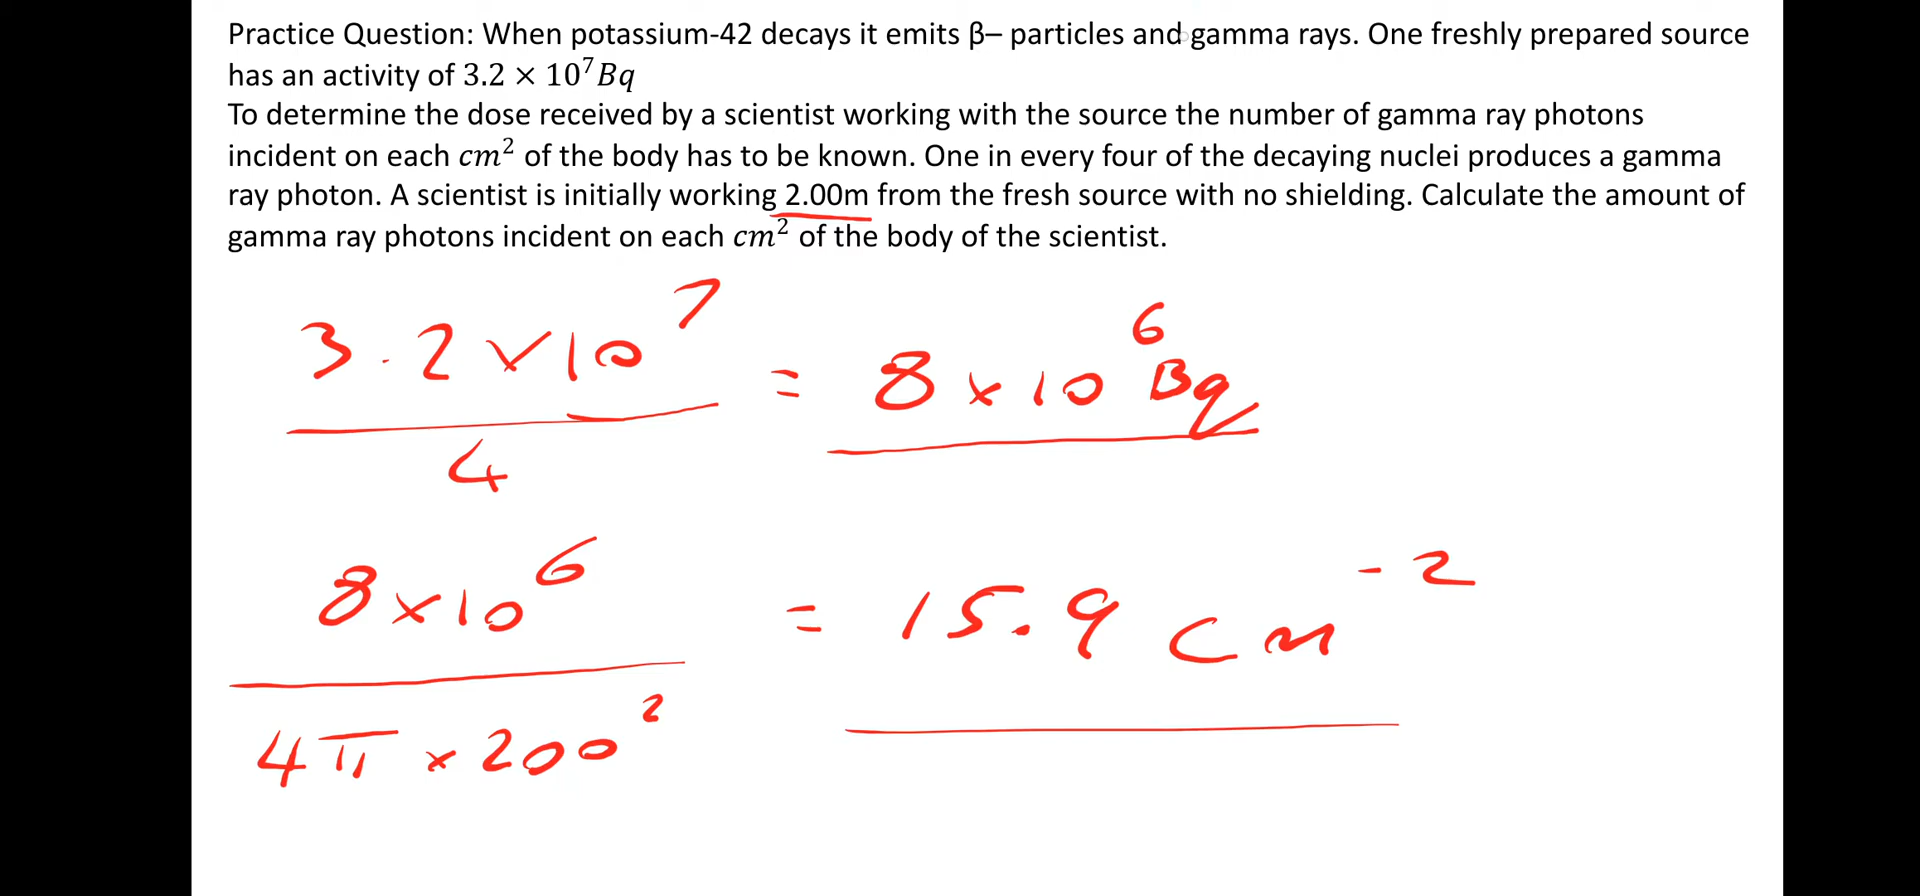 Practice Question: When potassium-42 decays it emits β– particles and gamma rays. One freshly prepared source
has an activity of 3.2 × 10⁷Bq
To determine the dose received by a scientist working with the source the number of gamma ray photons
incident on each cm² of the body has to be known. One in every four of the decaying nuclei produces a gamma
ray photon. A scientist is initially working 2.00m from the fresh source with no shielding. Calculate the amount of
gamma ray photons incident on each cm² of the body of the scientist.
3.2 × 10⁷
4
= 8 × 10⁶ Bq
8 × 10⁶
4π × 200²
= 15.9 cm⁻²